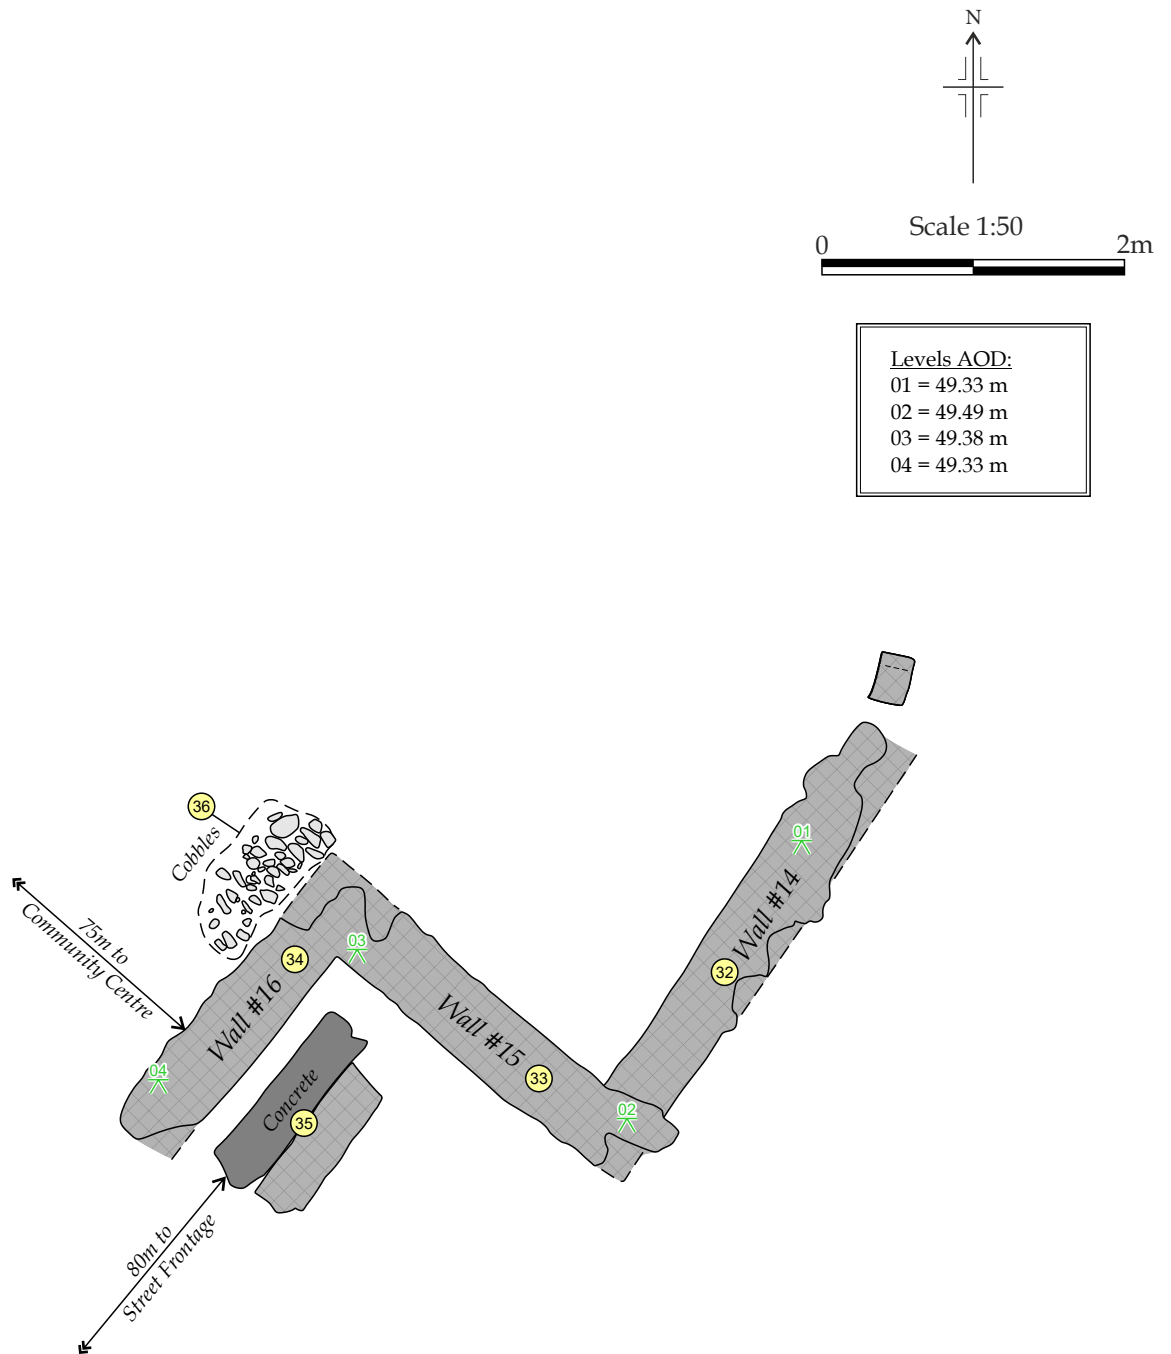 N
Scale 1:50
0
2m
Levels AOD:
01 = 49.33 m
02 = 49.49 m
03 = 49.38 m
04 = 49.33 m
36
Cobbles
01
Wall #14
32
75m to
Community Centre
34
03
Wall #16
Wall #15
33
04
02
Concrete
35
80m to
Street Frontage